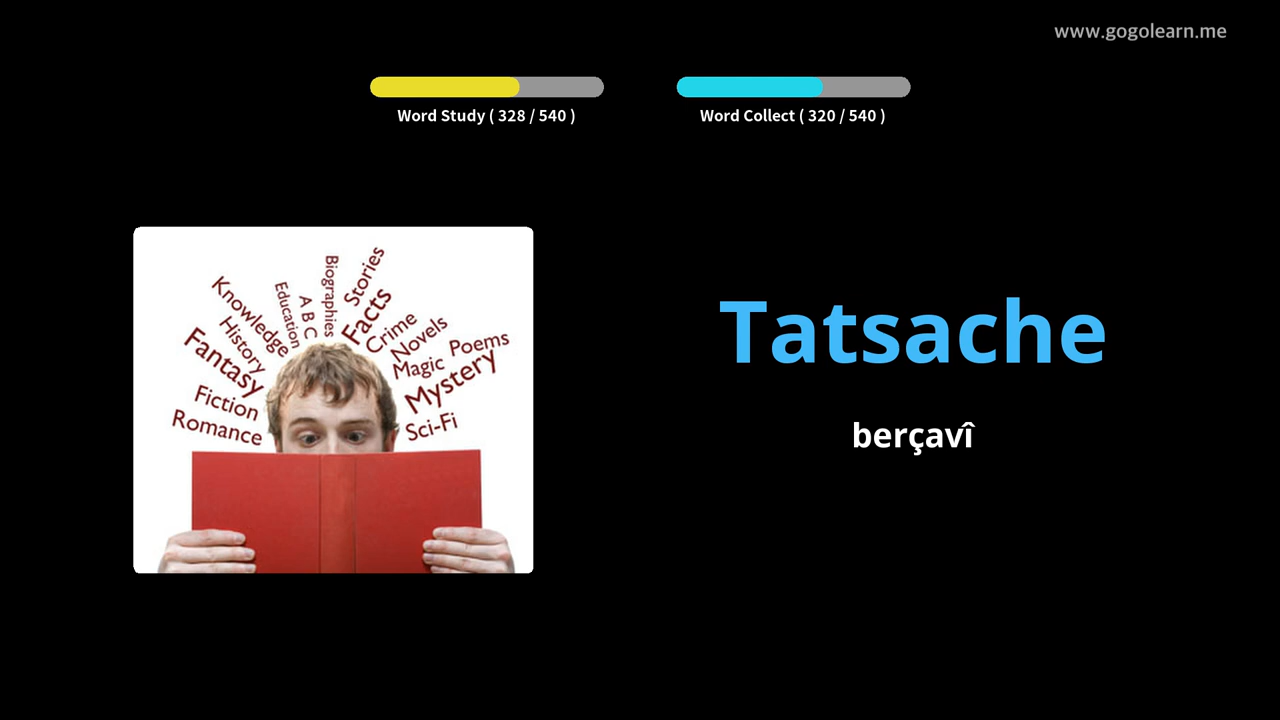 www.gogolearn.me
Word Study ( 328 / 540 )
Word Collect ( 320 / 540 )
Biographies
Stories
Education
A B C
Facts
Knowledge
Crime
History
Novels
Poems
Fantasy
Magic
Mystery
Fiction
Romance
Sci-Fi
Tatsache
berçavî